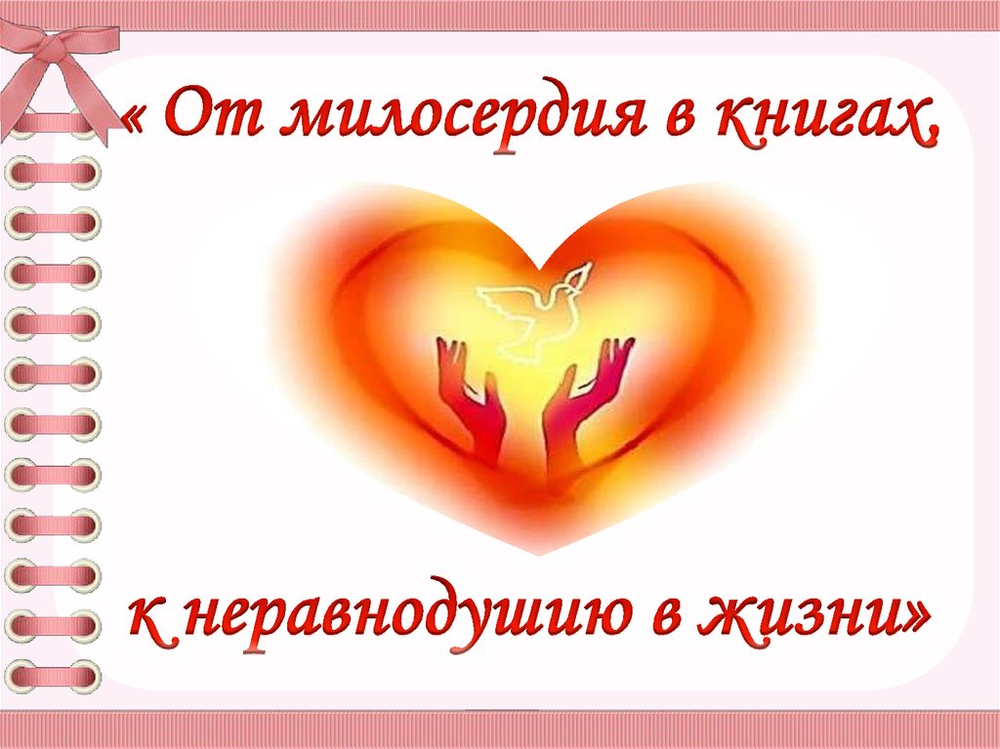 « От милосердия в книгах,
к неравнодушию в жизни»